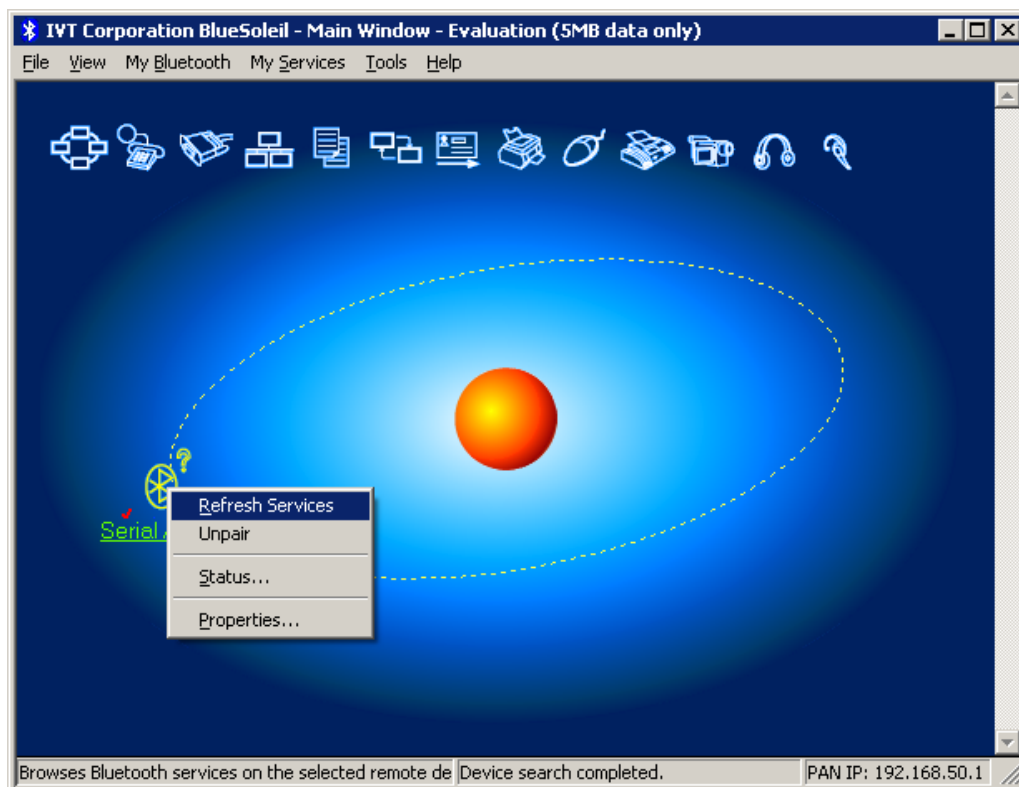 IVT Corporation BlueSoleil - Main Window - Evaluation (5MB data only)
File View My Bluetooth My Services Tools Help
Serial
Refresh Services
Unpair
Status...
Properties...
Browses Bluetooth services on the selected remote de
Device search completed.
PAN IP: 192.168.50.1